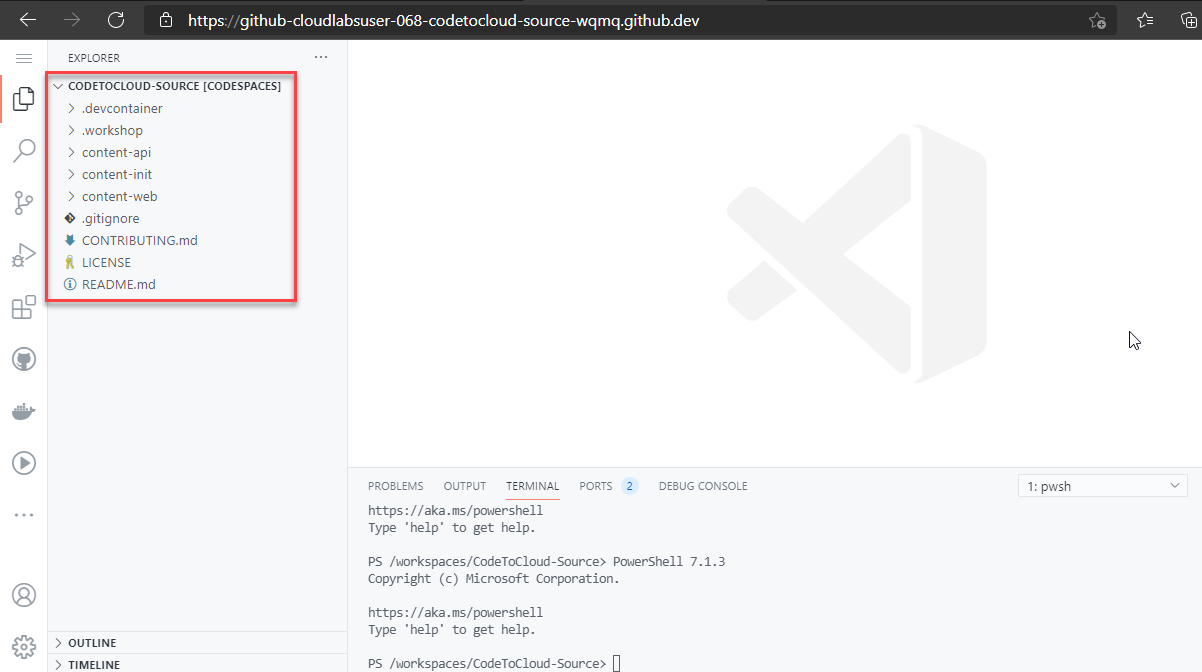 https://github-cloudlabsuser-068-codetocloud-source-wqmq.github.dev
EXPLORER
CODETOCLOUD-SOURCE [CODESPACES]
.devcontainer
.workshop
content-api
content-init
content-web
.gitignore
CONTRIBUTING.md
LICENSE
README.md
OUTLINE
TIMELINE
PROBLEMS OUTPUT TERMINAL PORTS 2 DEBUG CONSOLE 1: pwsh
https://aka.ms/powershell
Type 'help' to get help.
PS /workspaces/CodeToCloud-Source> PowerShell 7.1.3
Copyright (c) Microsoft Corporation.
https://aka.ms/powershell
Type 'help' to get help.
PS /workspaces/CodeToCloud-Source>